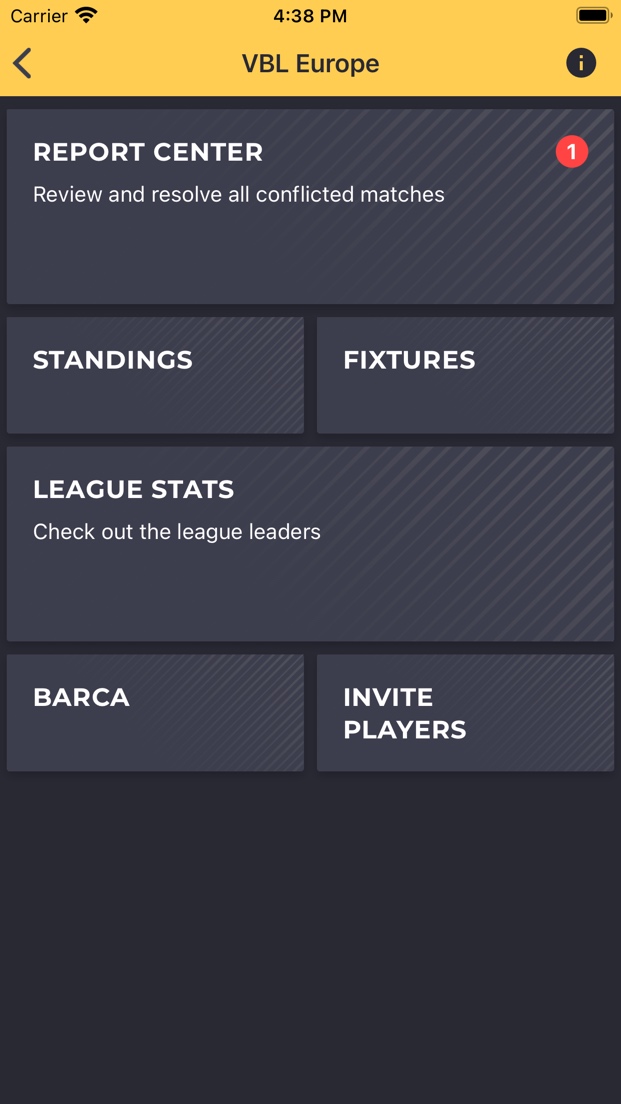 Carrier
4:38 PM
VBL Europe
i
REPORT CENTER
1
Review and resolve all conflicted matches
STANDINGS
FIXTURES
LEAGUE STATS
Check out the league leaders
BARCA
INVITE
PLAYERS